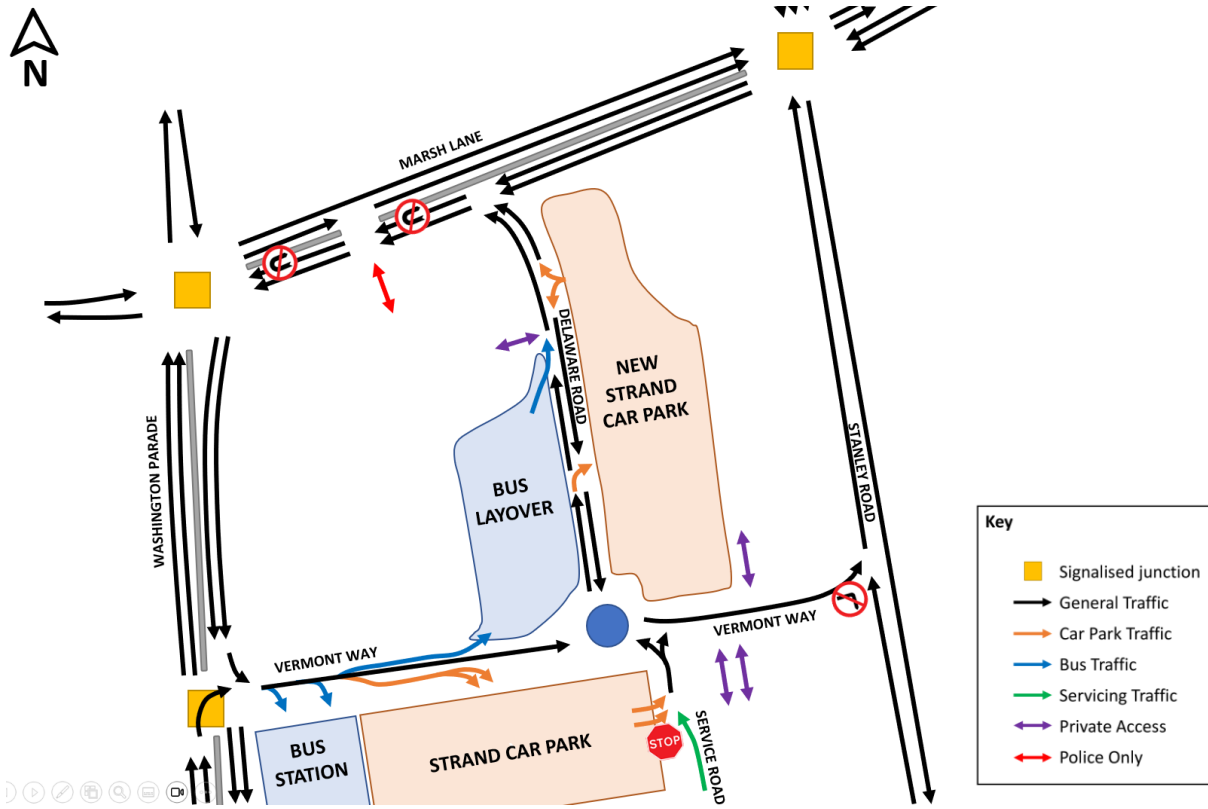 N
MARSH LANE
WASHINGTON PARADE
DELAWARE ROAD
NEW
STRAND
CAR PARK
BUS
LAYOVER
STANLEY ROAD
VERMONT WAY
VERMONT WAY
BUS
STATION
STRAND CAR PARK
STOP
SERVICE ROAD
Key
Signalised junction
General Traffic
Car Park Traffic
Bus Traffic
Servicing Traffic
Private Access
Police Only